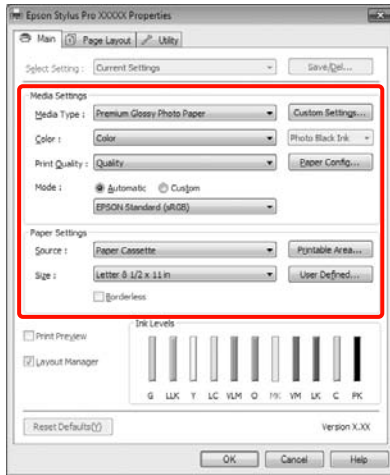 Epson Stylus Pro XXXXX Properties
Main Page Layout Utility
Select Setting : Current Settings Save/Del...
Media Settings
Media Type : Premium Glossy Photo Paper Custom Settings...
Color : Color Photo Black Ink
Print Quality : Quality Paper Config...
Mode : Automatic Custom
EPSON Standard (sRGB)
Paper Settings
Source : Paper Cassette Printable Area...
Size : Letter 8 1/2 x 11 in User Defined...
Borderless
Print Preview
Layout Manager
Ink Levels
G LLK Y LC VLM O MK VM LK C PK
Reset Defaults(Y) Version X.XX
OK Cancel Help